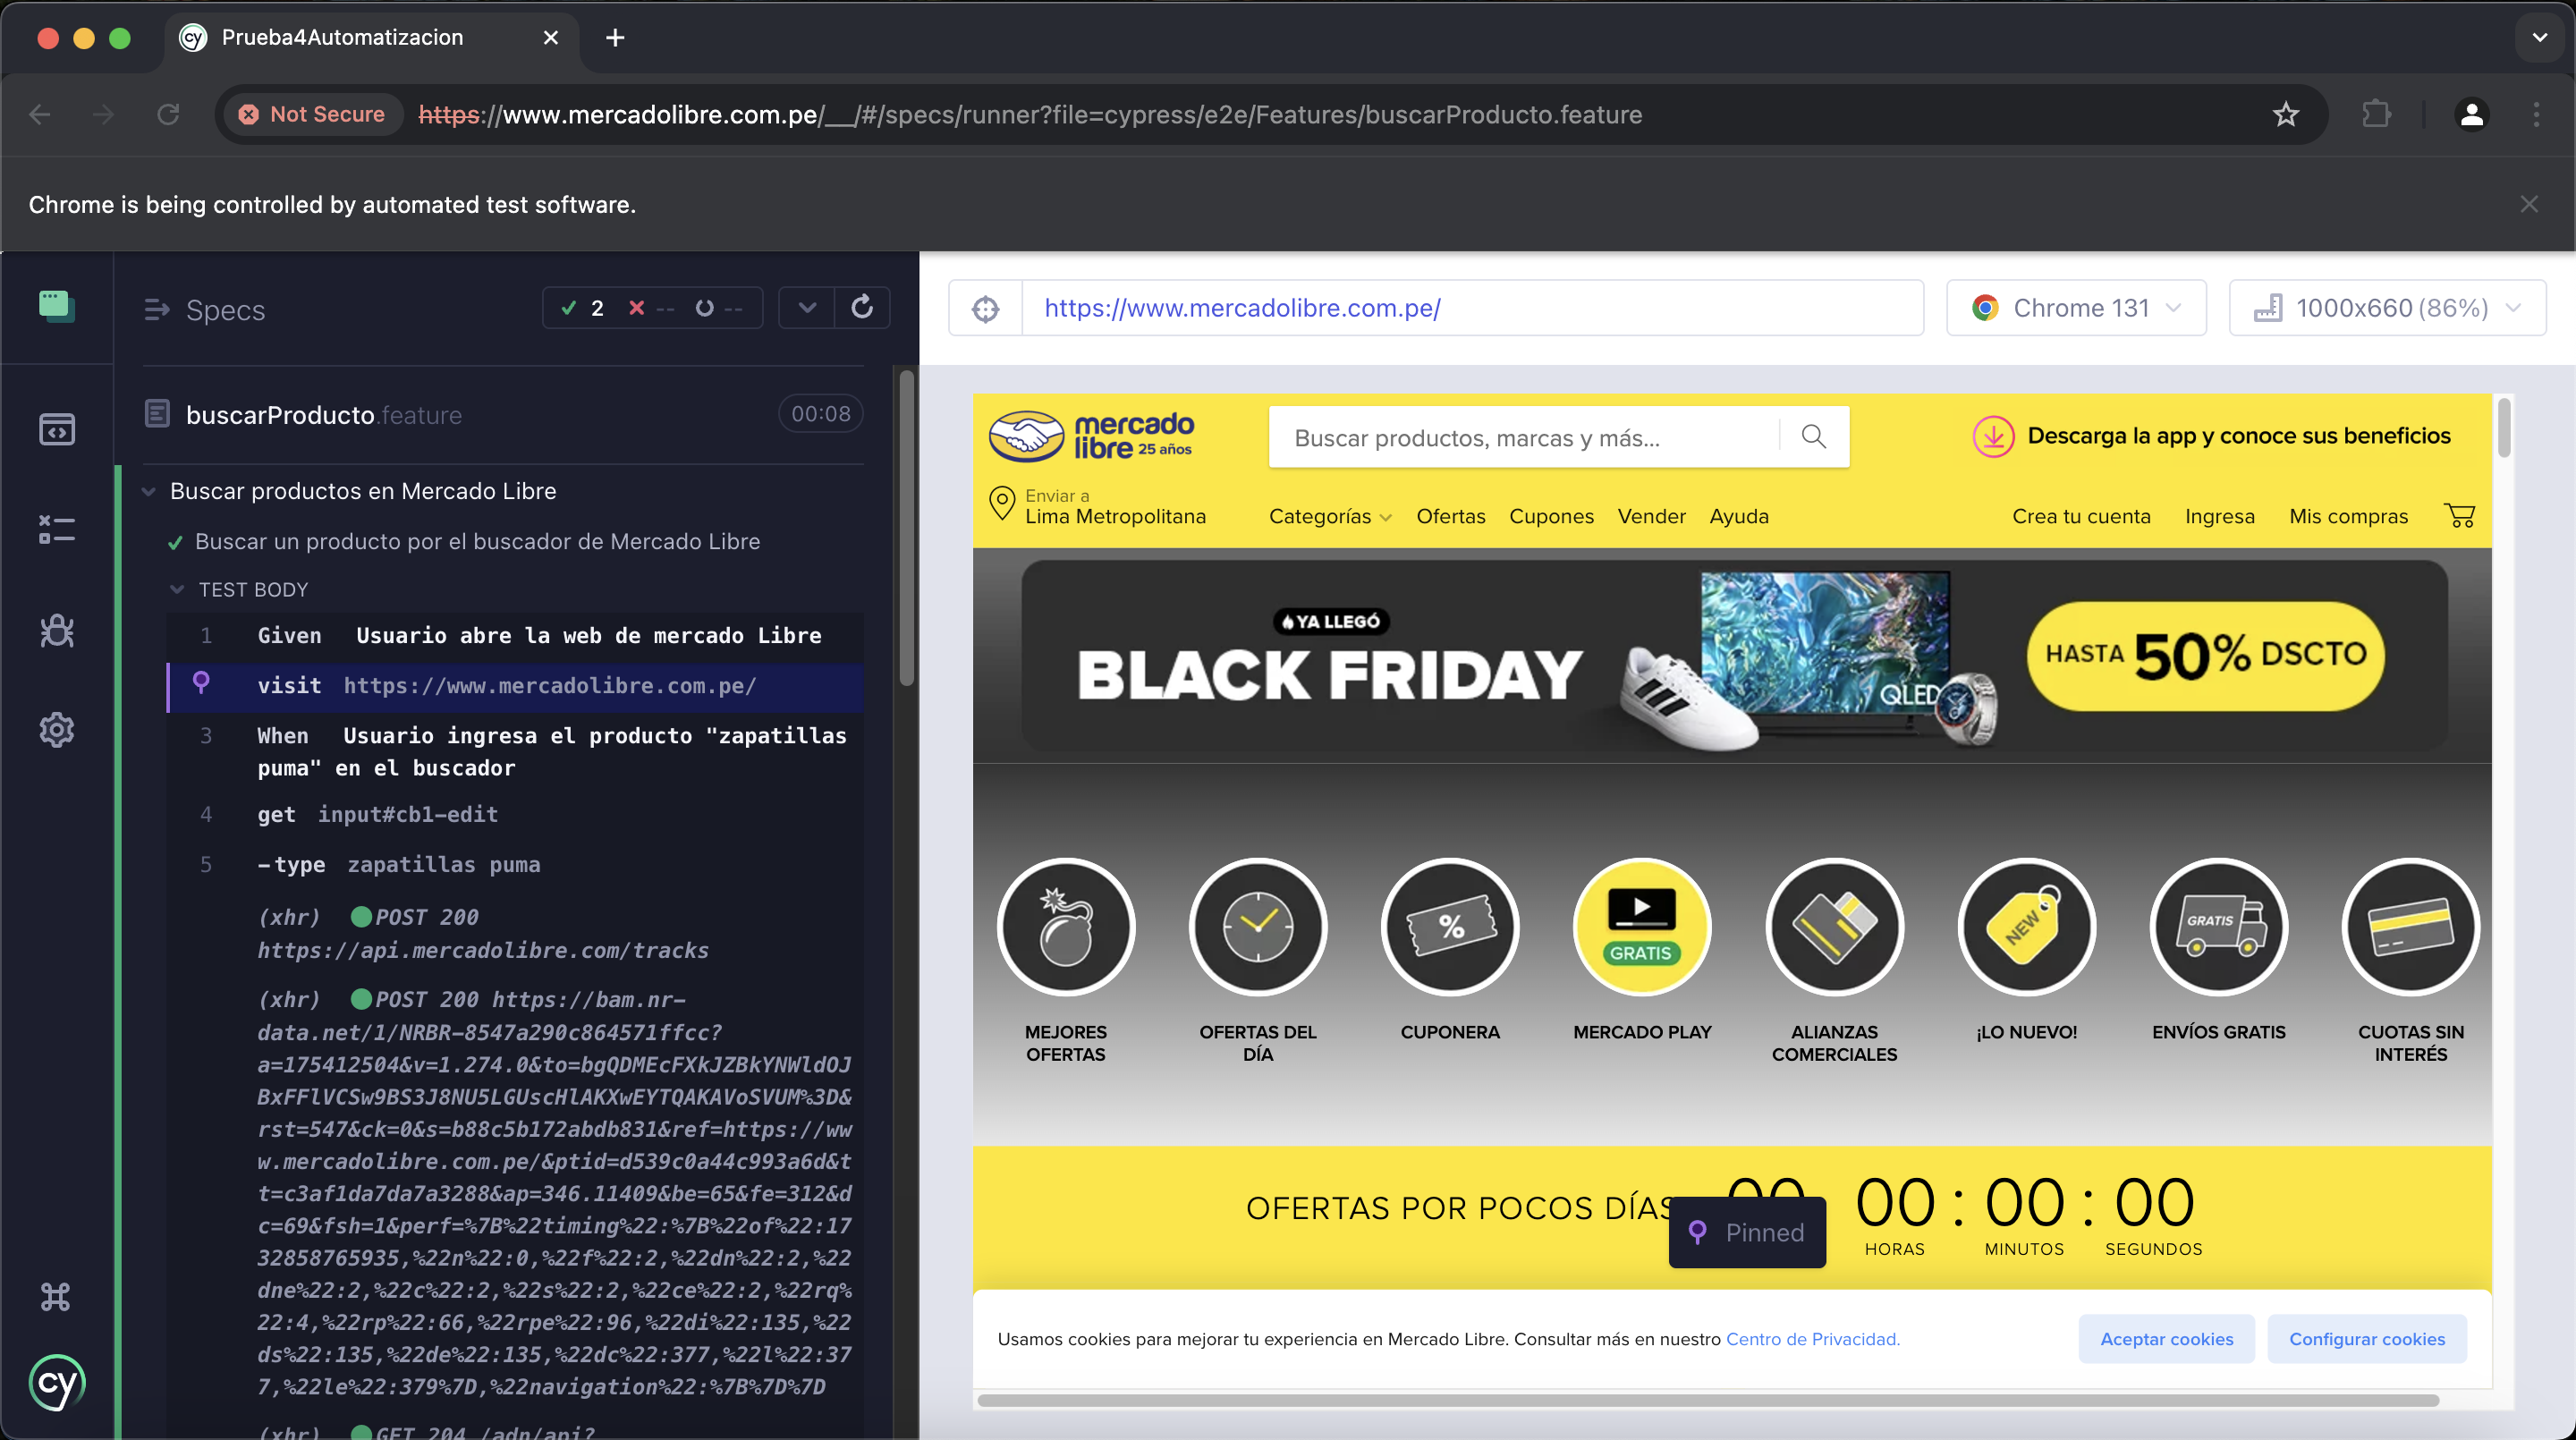 Prueba4Automatizacion
Not Secure https://www.mercadolibre.com.pe/__/#/specs/runner?file=cypress/e2e/Features/buscarProducto.feature
Chrome is being controlled by automated test software.
Specs
2 -- --
buscarProducto.feature 00:08
Buscar productos en Mercado Libre
Buscar un producto por el buscador de Mercado Libre
TEST BODY
1 Given Usuario abre la web de mercado Libre
visit https://www.mercadolibre.com.pe/
3 When Usuario ingresa el producto "zapatillas
puma" en el buscador
4 get input#cb1-edit
5 -type zapatillas puma
(xhr) POST 200
https://api.mercadolibre.com/tracks
(xhr) POST 200 https://bam.nr-
data.net/1/NRBR-8547a290c864571ffcc?
a=175412504&v=1.274.0&to=bgQDMEcFXkJZBkYNWldOJ
BxFFlVCSw9BS3J8NU5LGUscHlAKXwEYTQAKAVoSVUM%3D&
rst=547&ck=0&s=b88c5b172abdb831&ref=https://ww
w.mercadolibre.com.pe/&ptid=d539c0a44c993a6d&t
t=c3af1da7da7a3288&ap=346.11409&be=65&fe=312&d
c=69&fsh=1&perf=%7B%22timing%22:%7B%22of%22:17
32858765935,%22n%22:0,%22f%22:2,%22dn%22:2,%22
dne%22:2,%22c%22:2,%22s%22:2,%22ce%22:2,%22rq%
22:4,%22rp%22:66,%22rpe%22:96,%22di%22:135,%22
ds%22:135,%22de%22:135,%22dc%22:377,%22l%22:37
7,%22le%22:379%7D,%22navigation%22:%7B%7D%7D
(xhr) GET 204 /adn/api?
cy
https://www.mercadolibre.com.pe/
Chrome 131
1000x660 (86%)
mercado
libre 25 años
Buscar productos, marcas y más...
Descarga la app y conoce sus beneficios
Enviar a
Lima Metropolitana
Categorías Ofertas Cupones Vender Ayuda
Crea tu cuenta Ingresa Mis compras
YA LLEGÓ
BLACK FRIDAY
QLED
HASTA 50% DSCTO
%
GRATIS
NEW
GRATIS
MEJORES
OFERTAS
OFERTAS DEL
DÍA
CUPONERA
MERCADO PLAY
ALIANZAS
COMERCIALES
¡LO NUEVO!
ENVÍOS GRATIS
CUOTAS SIN
INTERÉS
OFERTAS POR POCOS DÍAS 00 00 : 00 : 00
HORAS MINUTOS SEGUNDOS
Pinned
Usamos cookies para mejorar tu experiencia en Mercado Libre. Consultar más en nuestro Centro de Privacidad.
Aceptar cookies
Configurar cookies